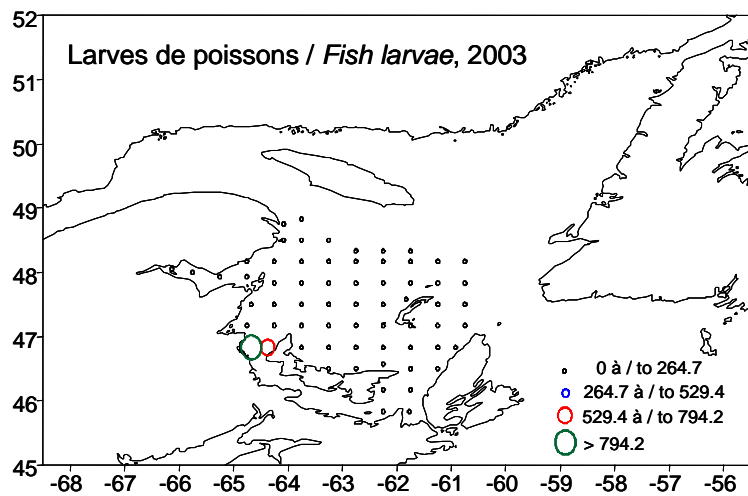 52
51
50
49
48
47
46
45
Larves de poissons / Fish larvae, 2003
0 à / to 264.7
264.7 à / to 529.4
529.4 à / to 794.2
> 794.2
-68 -67 -66 -65 -64 -63 -62 -61 -60 -59 -58 -57 -56